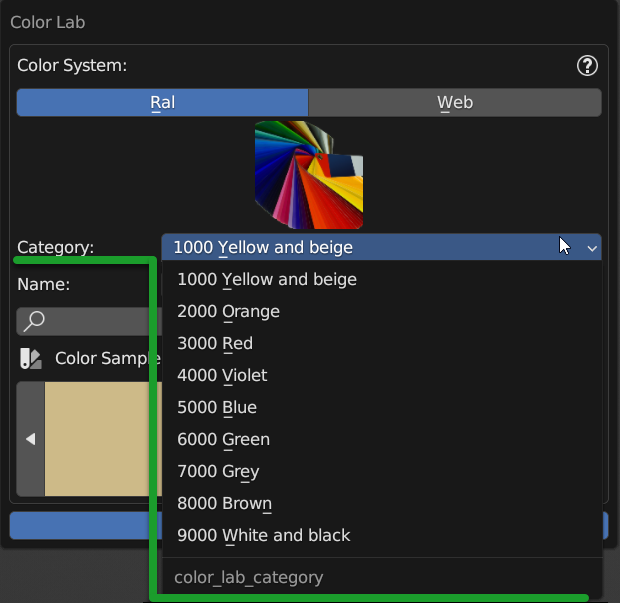 Color Lab
Color System:
?
Ral Web
Category: 1000 Yellow and beige
1000 Yellow and beige
Name:
2000 Orange
3000 Red
Color Sample
4000 Violet
5000 Blue
6000 Green
7000 Grey
8000 Brown
9000 White and black
color_lab_category